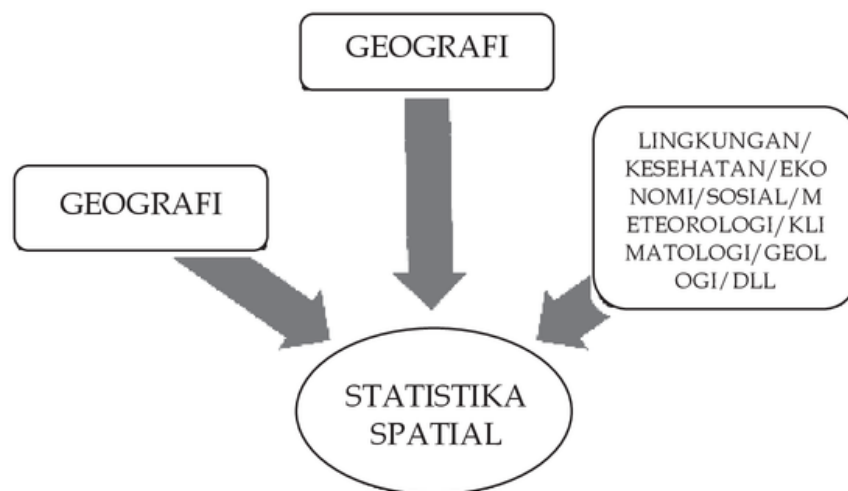 GEOGRAFI
GEOGRAFI
LINGKUNGAN/
KESEHATAN/EKO
NOMI/SOSIAL/M
ETEOROLOGI/KLI
MATOLOGI/GEOL
OGI/DLL
STATISTIKA
SPATIAL